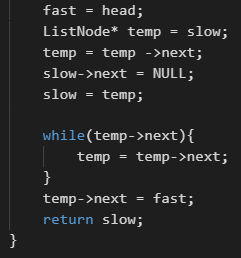 fast = head;
ListNode* temp = slow;
temp = temp ->next;
slow->next = NULL;
slow = temp;
while(temp->next){
temp = temp->next;
}
temp->next = fast;
return slow;
}